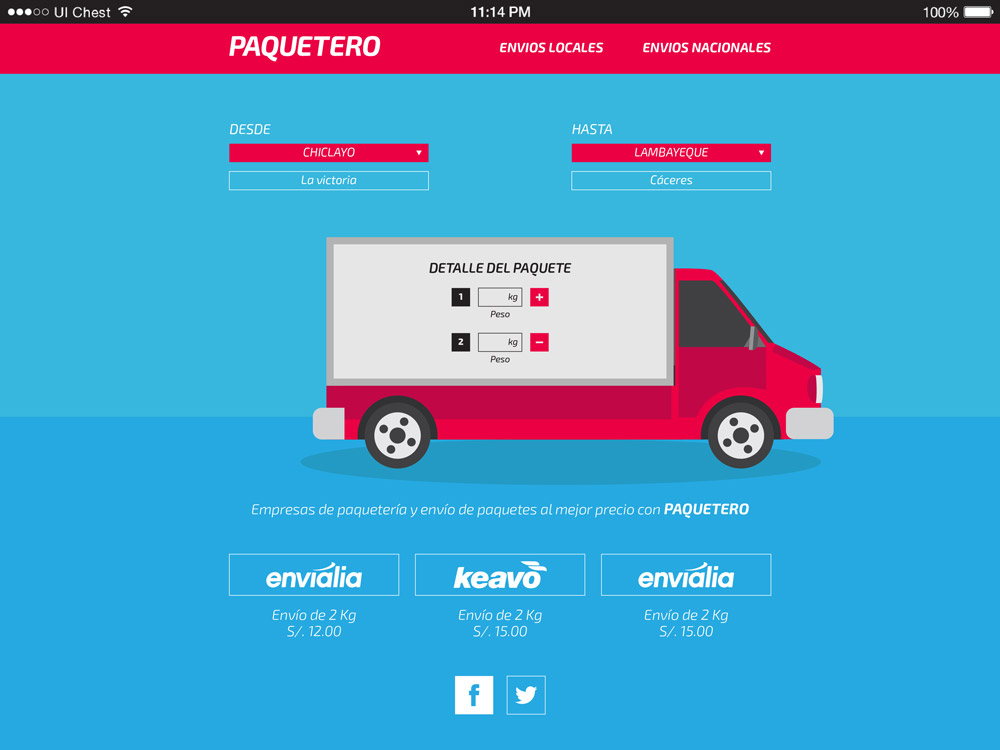 UI Chest 11:14 PM 100%
PAQUETERO ENVIOS LOCALES ENVIOS NACIONALES
DESDE
CHICLAYO
La victoria
HASTA
LAMBAYEQUE
Cáceres
DETALLE DEL PAQUETE
1 kg +
Peso
2 kg −
Peso
Empresas de paquetería y envío de paquetes al mejor precio con PAQUETERO
envialia
Envío de 2 Kg
S/. 12.00
keavo
Envío de 2 Kg
S/. 15.00
envialia
Envío de 2 Kg
S/. 15.00
f